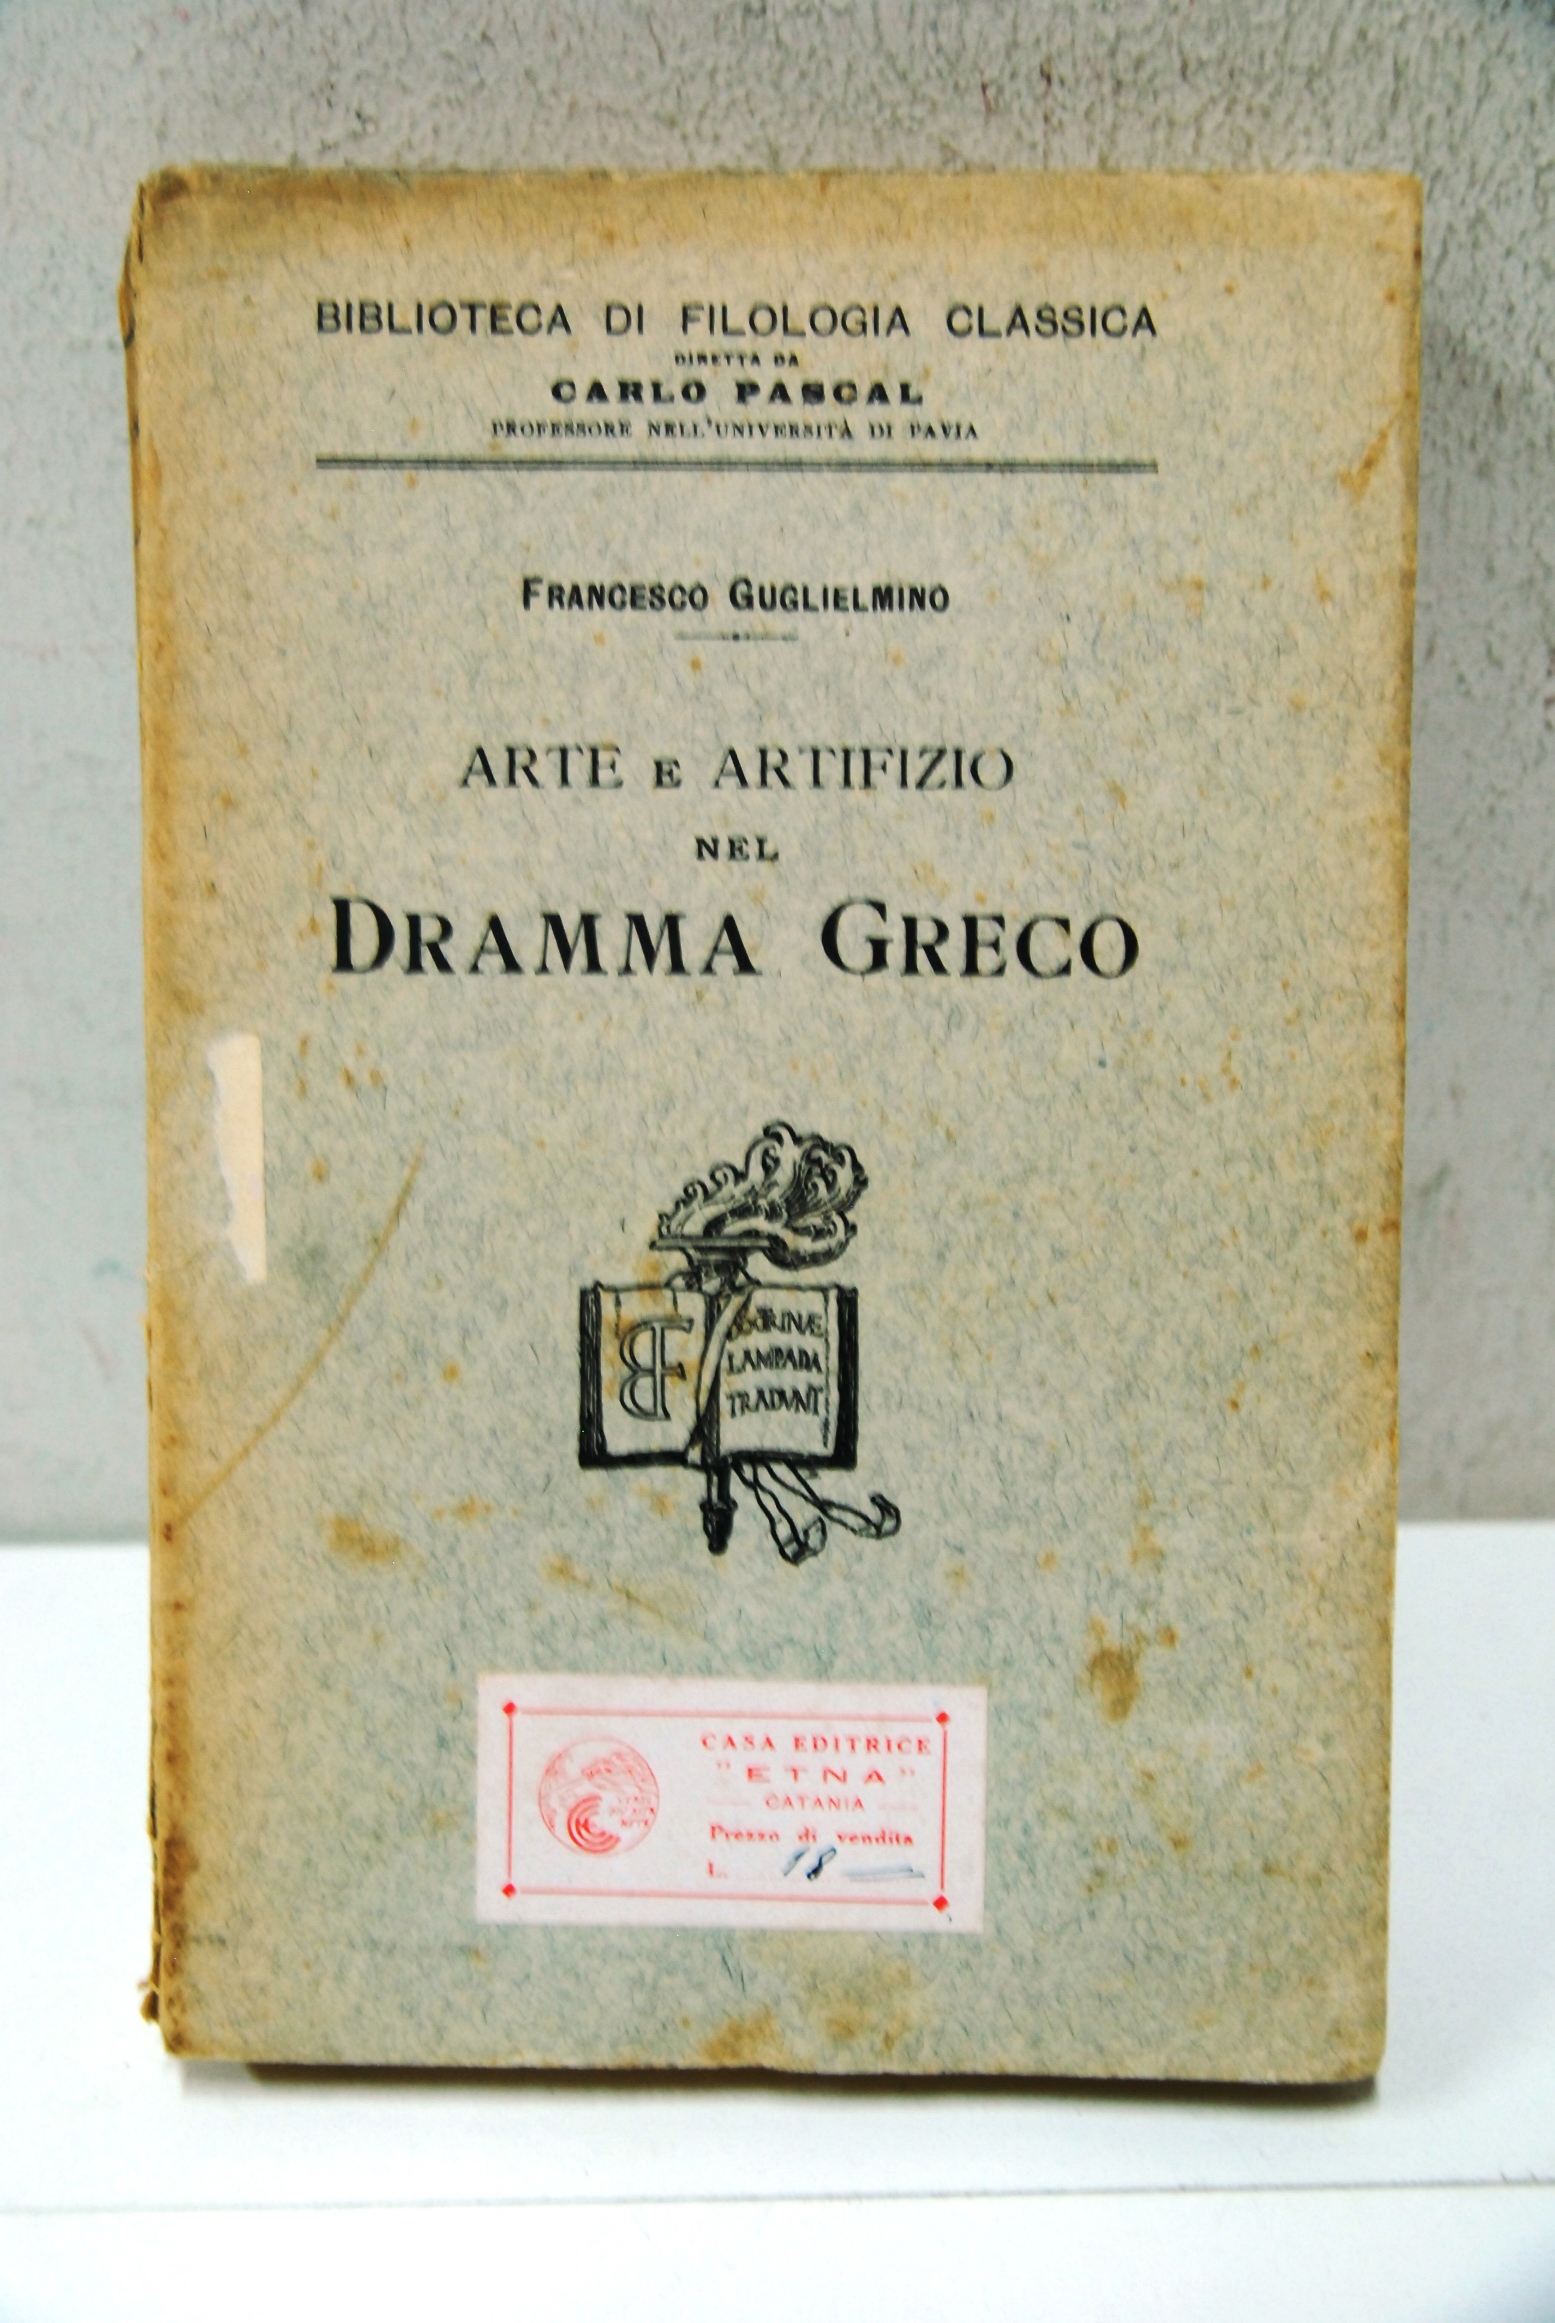 BIBLIOTECA DI FILOLOGIA CLASSICA
DIRETTA DA
CARLO PASCAL
PROFESSORE NELL'UNIVERSITÀ DI PAVIA
FRANCESCO GUGLIELMINO
ARTE E ARTIFIZIO
NEL
DRAMMA GRECO
LAMPADA
TRADVNT
CASA EDITRICE
"ETNA"
CATANIA
Prezzo di vendita
L. 18